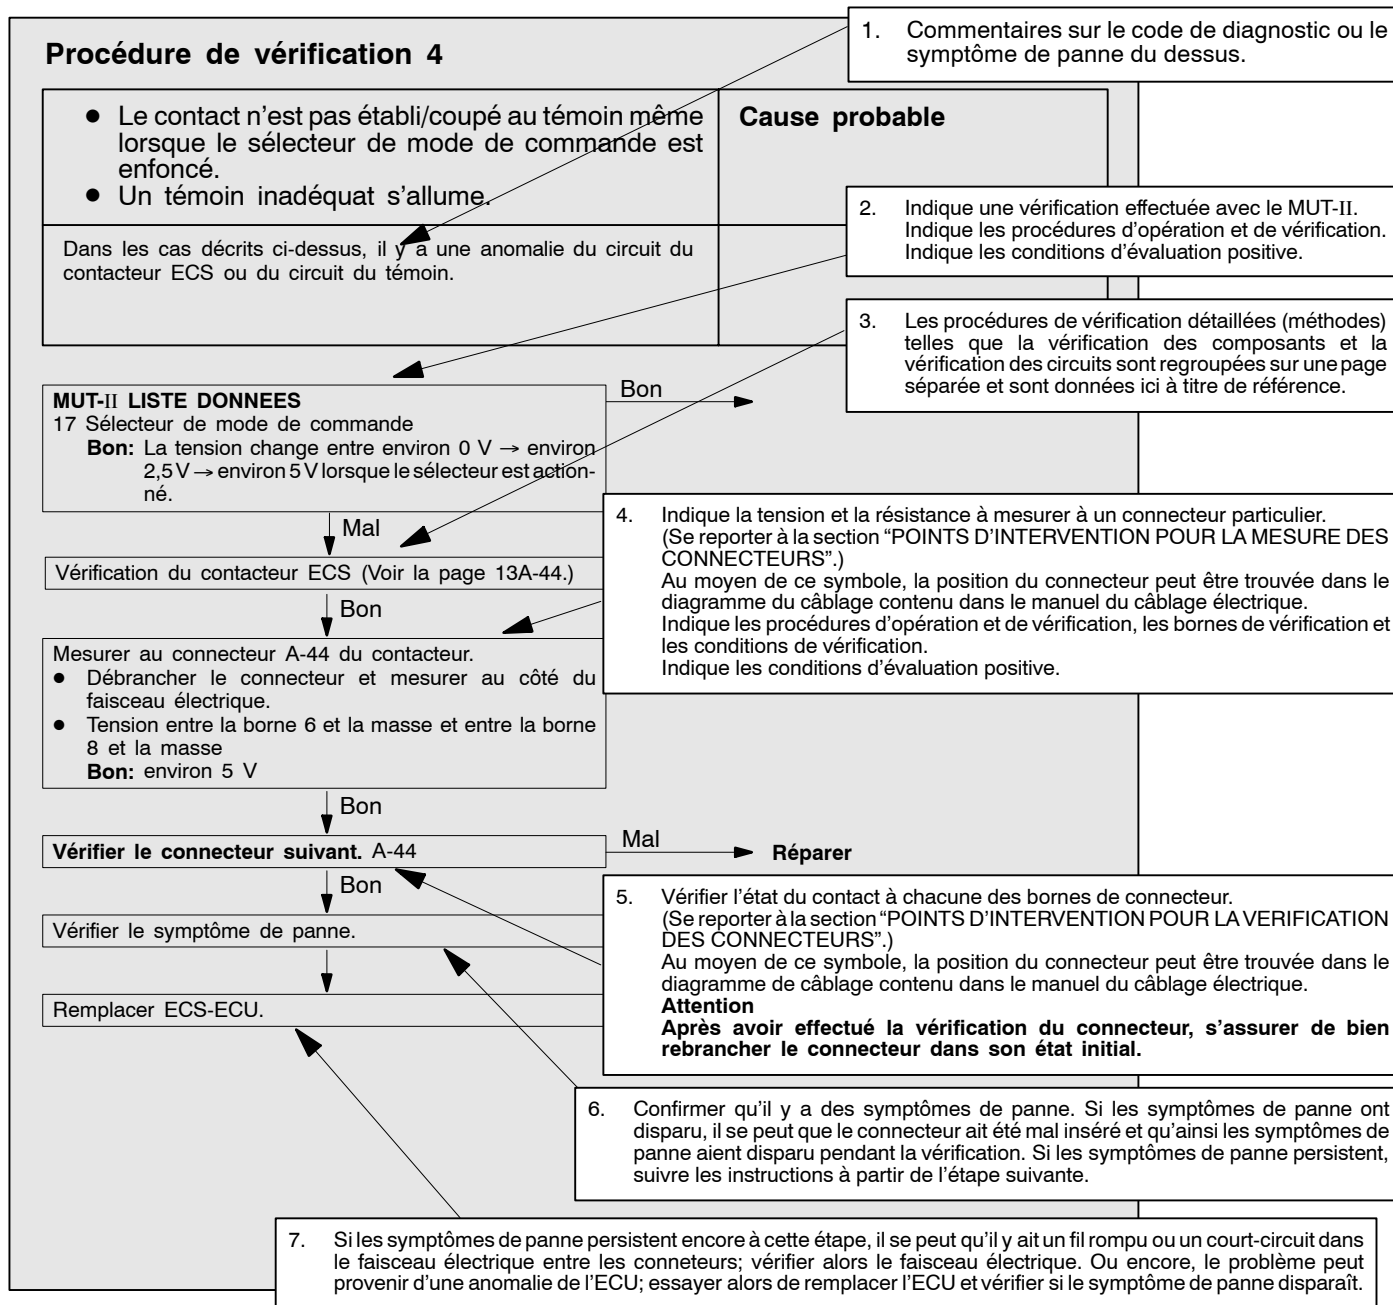 Procédure de vérification 4
1. Commentaires sur le code de diagnostic ou le
symptôme de panne du dessus.
● Le contact n'est pas établi/coupé au témoin même
lorsque le sélecteur de mode de commande est
enfoncé.
● Un témoin inadéquat s'allume.
Cause probable
Dans les cas décrits ci-dessus, il y a une anomalie du circuit du
contacteur ECS ou du circuit du témoin.
2. Indique une vérification effectuée avec le MUT-II.
Indique les procédures d'opération et de vérification.
Indique les conditions d'évaluation positive.
3. Les procédures de vérification détaillées (méthodes)
telles que la vérification des composants et la
vérification des circuits sont regroupées sur une page
séparée et sont données ici à titre de référence.
MUT-II LISTE DONNEES
17 Sélecteur de mode de commande
Bon: La tension change entre environ 0 V → environ
2,5 V → environ 5 V lorsque le sélecteur est action-
né.
Bon
Mal
Vérification du contacteur ECS (Voir la page 13A-44.)
Bon
4. Indique la tension et la résistance à mesurer à un connecteur particulier.
(Se reporter à la section “POINTS D'INTERVENTION POUR LA MESURE DES
CONNECTEURS”.)
Au moyen de ce symbole, la position du connecteur peut être trouvée dans le
diagramme du câblage contenu dans le manuel du câblage électrique.
Indique les procédures d'opération et de vérification, les bornes de vérification et
les conditions de vérification.
Indique les conditions d'évaluation positive.
Mesurer au connecteur A-44 du contacteur.
● Débrancher le connecteur et mesurer au côté du
faisceau électrique.
● Tension entre la borne 6 et la masse et entre la borne
8 et la masse
Bon: environ 5 V
Bon
Vérifier le connecteur suivant. A-44
Mal
Réparer
Bon
Vérifier le symptôme de panne.
Remplacer ECS-ECU.
5. Vérifier l'état du contact à chacune des bornes de connecteur.
(Se reporter à la section “POINTS D'INTERVENTION POUR LA VERIFICATION
DES CONNECTEURS”.)
Au moyen de ce symbole, la position du connecteur peut être trouvée dans le
diagramme de câblage contenu dans le manuel du câblage électrique.
Attention
Après avoir effectué la vérification du connecteur, s'assurer de bien
rebrancher le connecteur dans son état initial.
6. Confirmer qu'il y a des symptômes de panne. Si les symptômes de panne ont
disparu, il se peut que le connecteur ait été mal inséré et qu'ainsi les symptômes de
panne aient disparu pendant la vérification. Si les symptômes de panne persistent,
suivre les instructions à partir de l'étape suivante.
7. Si les symptômes de panne persistent encore à cette étape, il se peut qu'il y ait un fil rompu ou un court-circuit dans
le faisceau électrique entre les conneteurs; vérifier alors le faisceau électrique. Ou encore, le problème peut
provenir d'une anomalie de l'ECU; essayer alors de remplacer l'ECU et vérifier si le symptôme de panne disparaît.